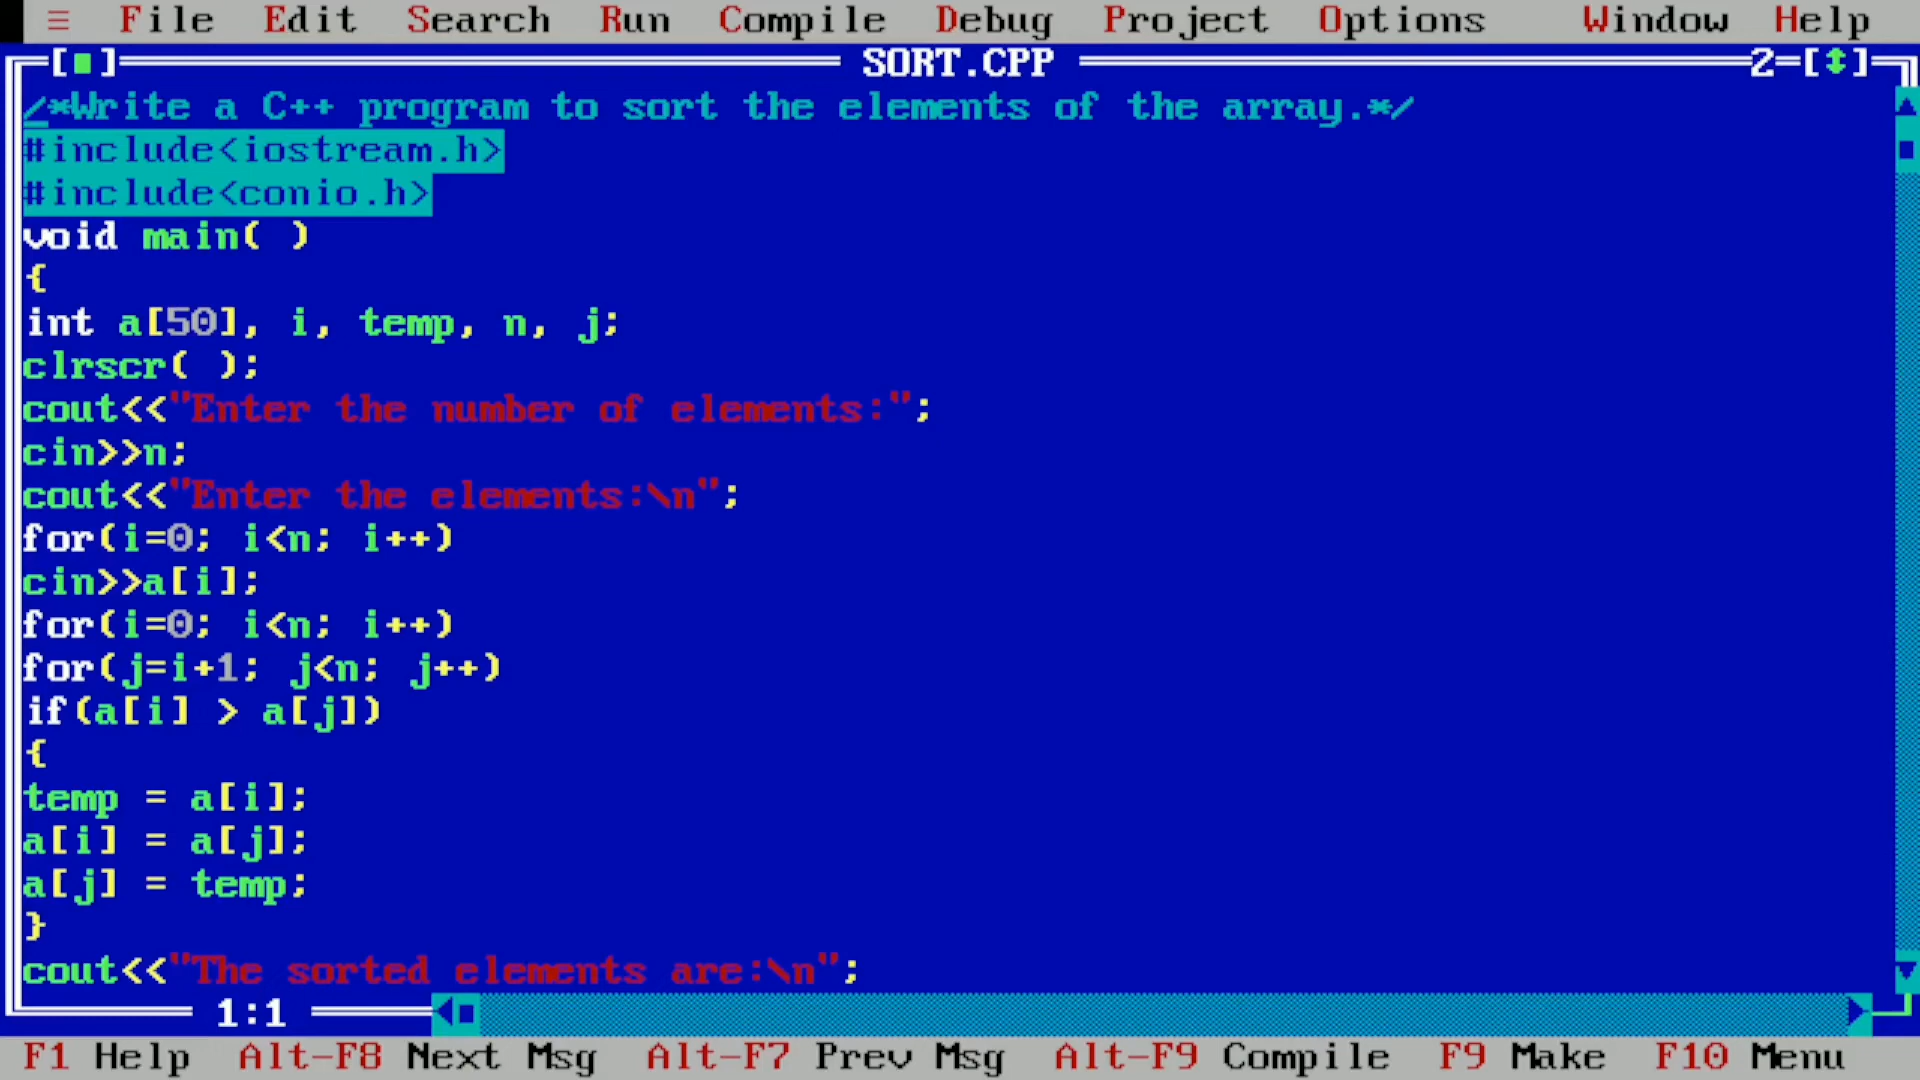 ≡ File Edit Search Run Compile Debug Project Options Window Help
[■] SORT.CPP 2=[↕]
/*Write a C++ program to sort the elements of the array.*/
#include<iostream.h>
#include<conio.h>
void main( )
{
int a[50], i, temp, n, j;
clrscr( );
cout<<"Enter the number of elements:";
cin>>n;
cout<<"Enter the elements:\n";
for(i=0; i<n; i++)
cin>>a[i];
for(i=0; i<n; i++)
for(j=i+1; j<n; j++)
if(a[i] > a[j])
{
temp = a[i];
a[i] = a[j];
a[j] = temp;
}
cout<<"The sorted elements are:\n";
1:1
F1 Help Alt-F8 Next Msg Alt-F7 Prev Msg Alt-F9 Compile F9 Make F10 Menu